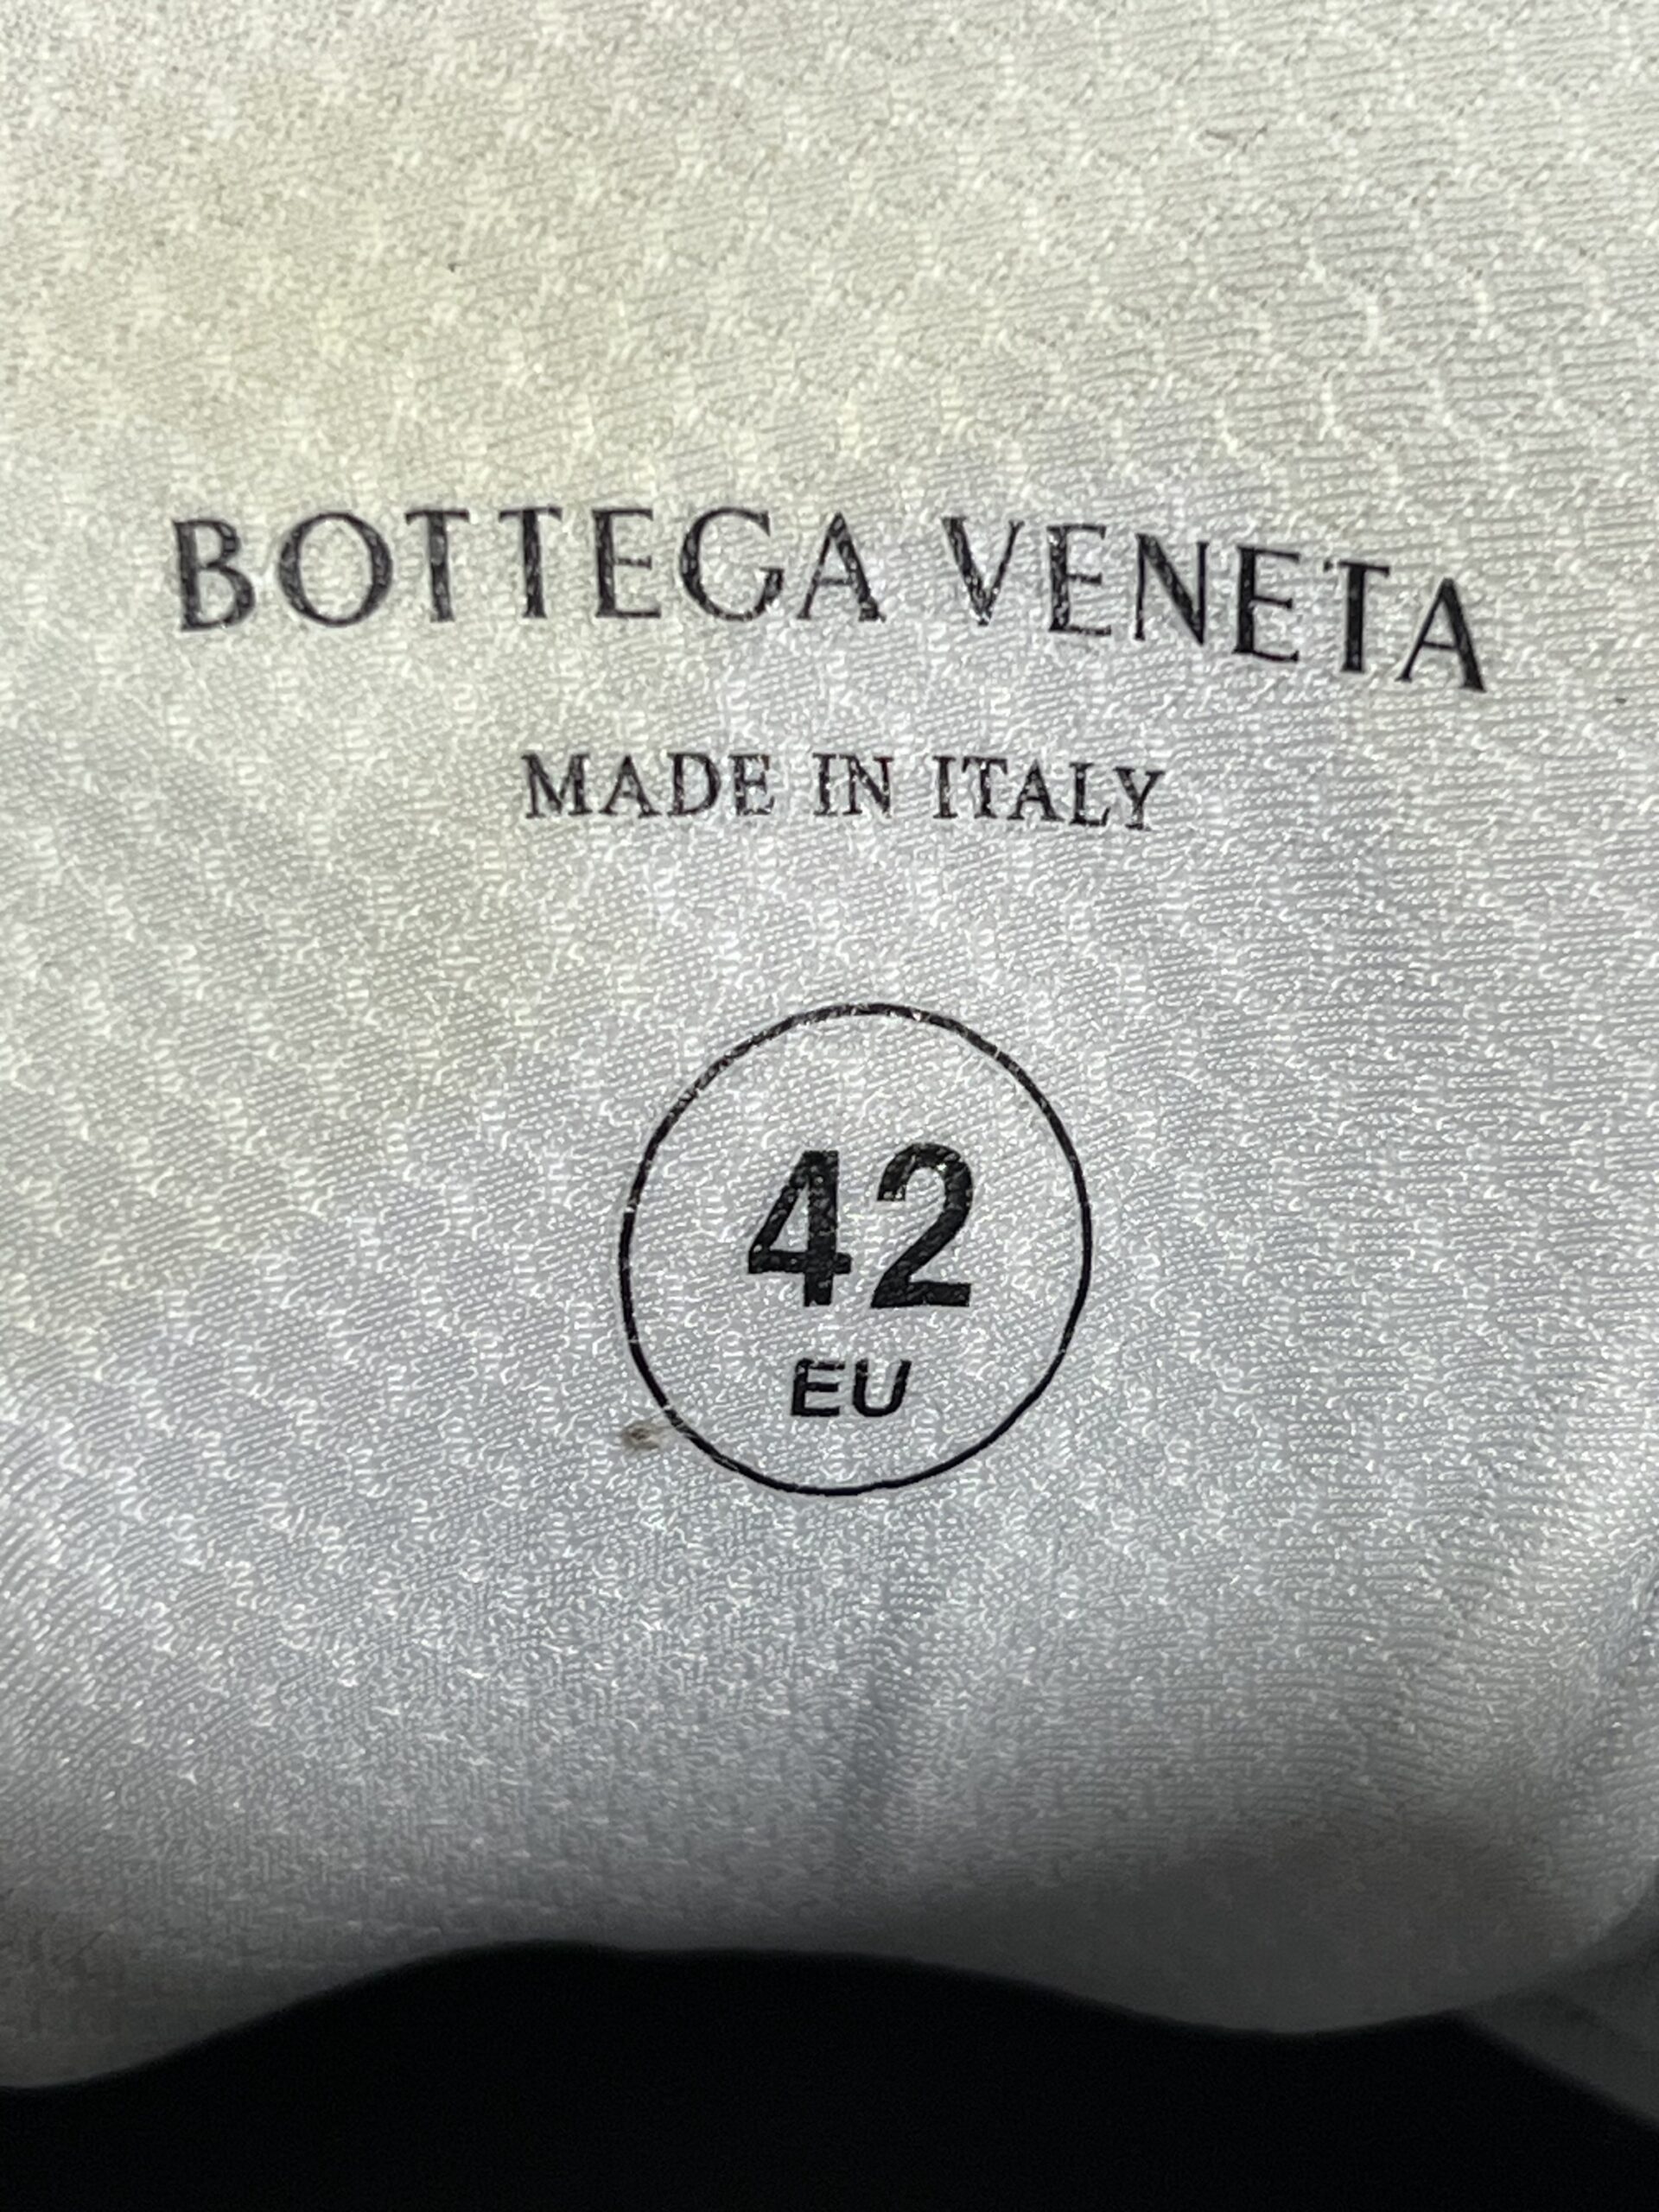 BOTTEGA VENETA
MADE IN ITALY
42
EU